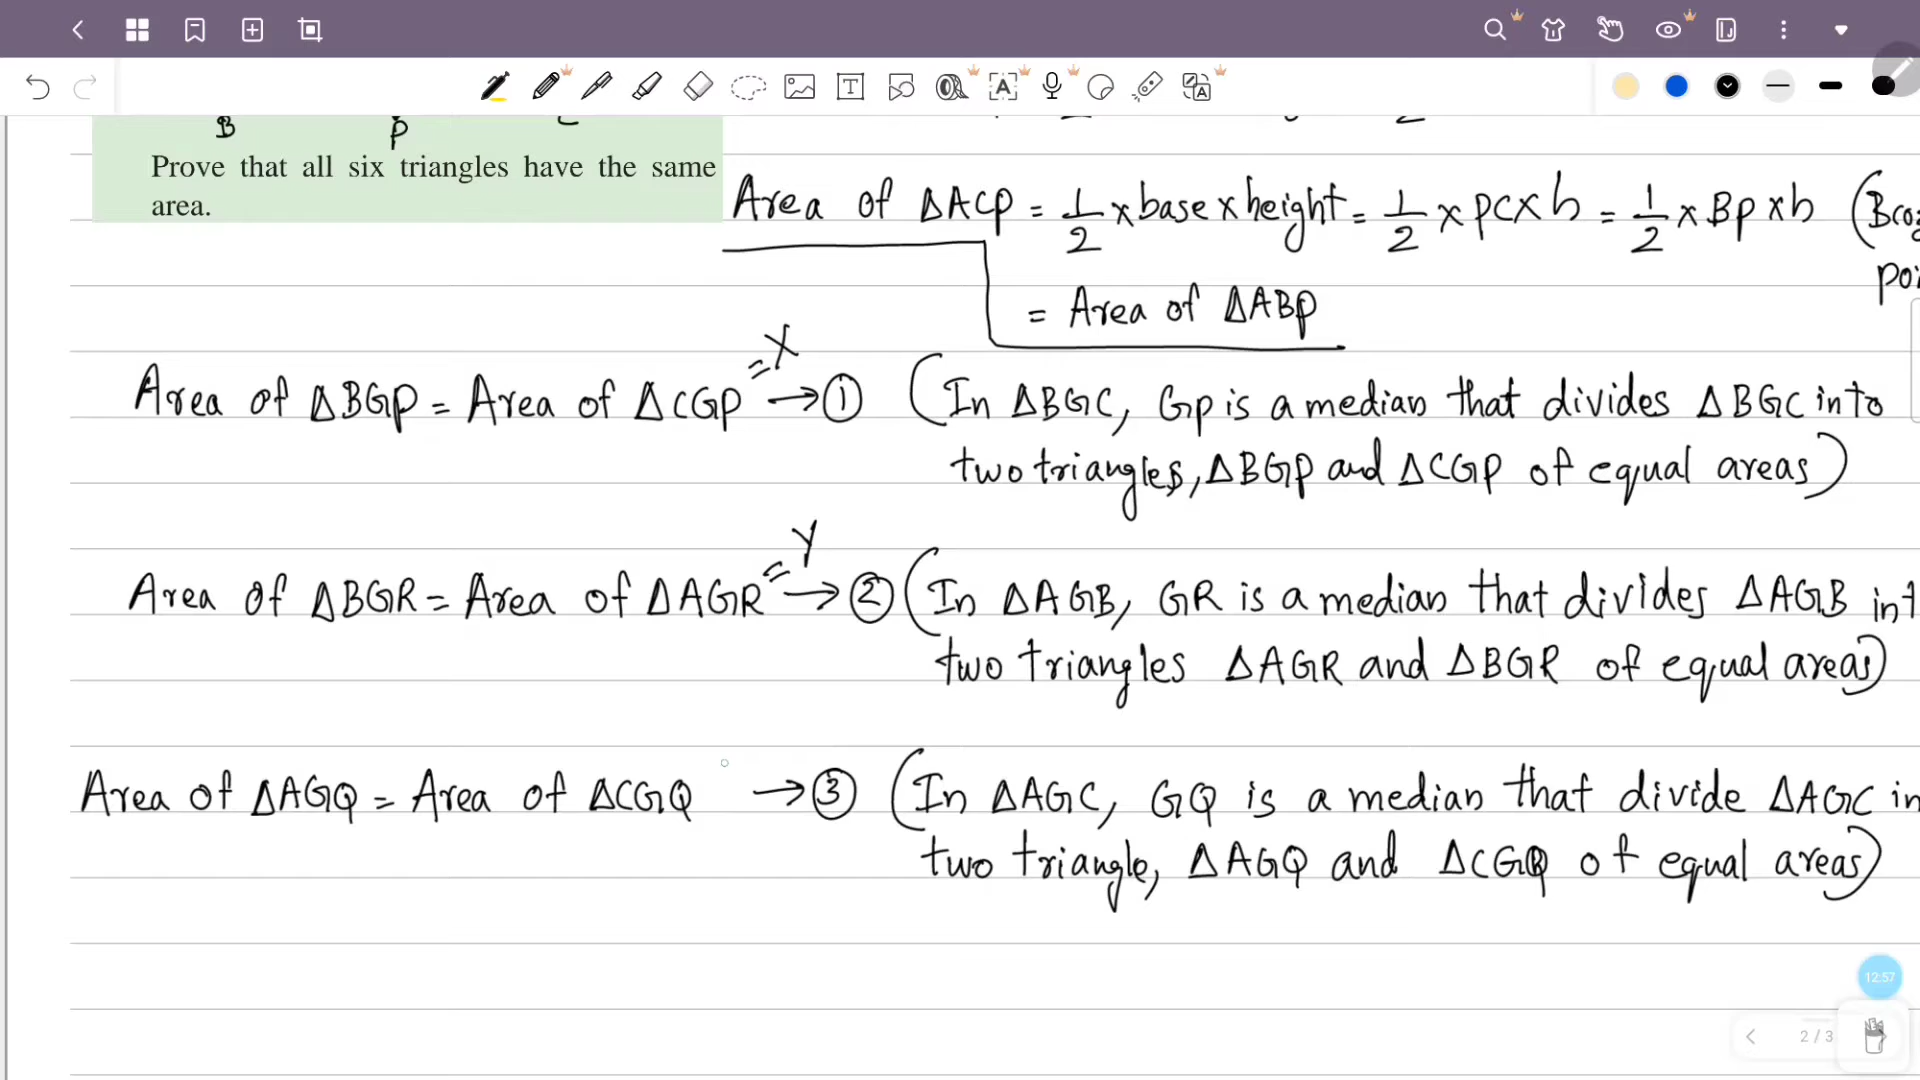 B P C
Prove that all six triangles have the same
area.
Area of ΔACP = 1/2 x base x height = 1/2 x PC x h = 1/2 x BP x h
= Area of ΔABP
Area of ΔBGP = Area of ΔCGP = X → ① (In ΔBGC, GP is a median that divides ΔBGC into
two triangles, ΔBGP and ΔCGP of equal areas)
Area of ΔBGR = Area of ΔAGR = Y → ② (In ΔAGB, GR is a median that divides ΔAGB
two triangles ΔAGR and ΔBGR of equal areas)
Area of ΔAGQ = Area of ΔCGQ → ③ (In ΔAGC, GQ is a median that divide ΔAGC
two triangle, ΔAGQ and ΔCGQ of equal areas)
12:57
2 / 3